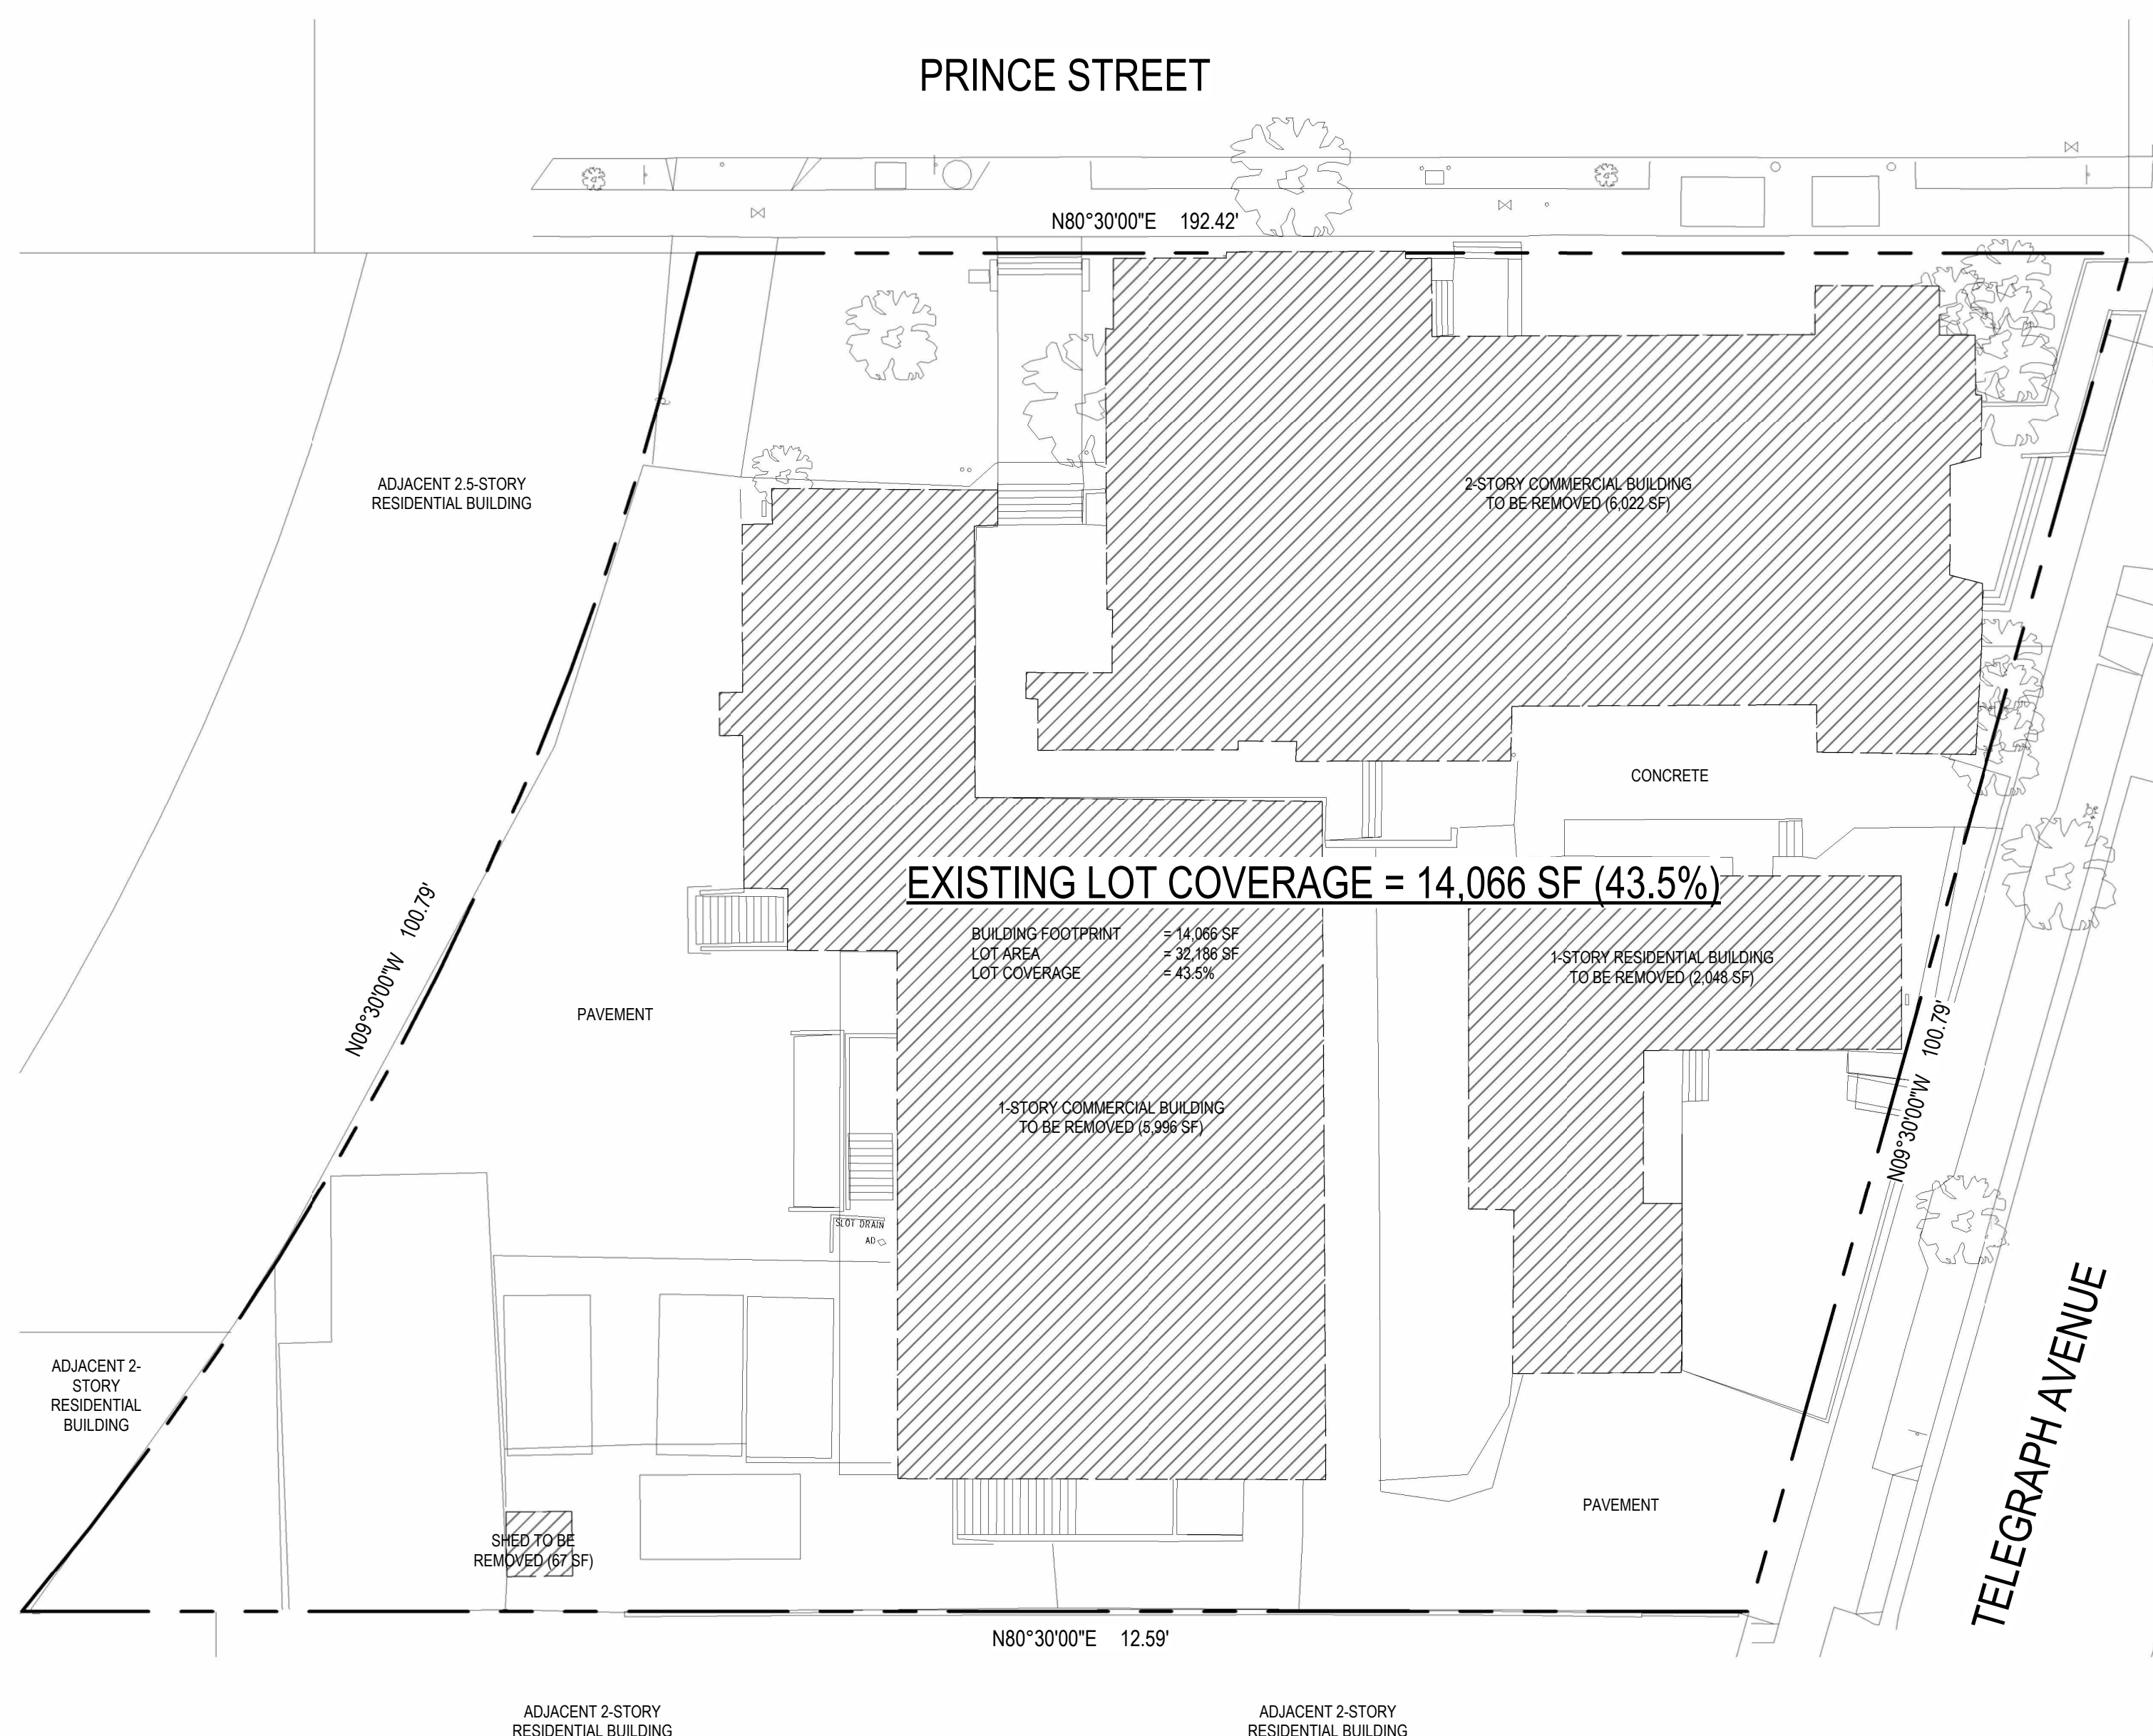 PRINCE STREET
N80°30'00"E 192.42'
ADJACENT 2.5-STORY
RESIDENTIAL BUILDING
2-STORY COMMERCIAL BUILDING
TO BE REMOVED (6,022 SF)
CONCRETE
EXISTING LOT COVERAGE = 14,066 SF (43.5%)
BUILDING FOOTPRINT = 14,066 SF
LOT AREA = 32,186 SF
LOT COVERAGE = 43.5%
1-STORY RESIDENTIAL BUILDING
TO BE REMOVED (2,048 SF)
N09°30'00"W 100.79'
PAVEMENT
N09°30'00"W 100.79'
1-STORY COMMERCIAL BUILDING
TO BE REMOVED (5,996 SF)
SLOT DRAIN
AD
ADJACENT 2-
STORY
RESIDENTIAL
BUILDING
TELEGRAPH AVENUE
PAVEMENT
SHED TO BE
REMOVED (67 SF)
N80°30'00"E 12.59'
ADJACENT 2-STORY
RESIDENTIAL BUILDING
ADJACENT 2-STORY
RESIDENTIAL BUILDING